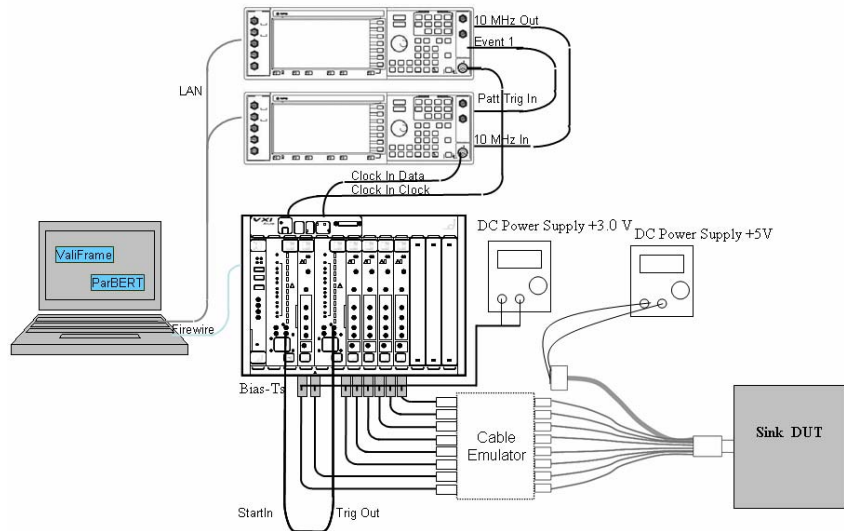 10 MHz Out
Event 1
LAN
Patt Trig In
10 MHz In
Clock In Data
Clock In Clock
VXI
DC Power Supply +3.0 V
DC Power Supply +5V
ValiFrame
ParBERT
Firewire
Bias-Ts
Cable
Emulator
Sink DUT
StartIn
Trig Out